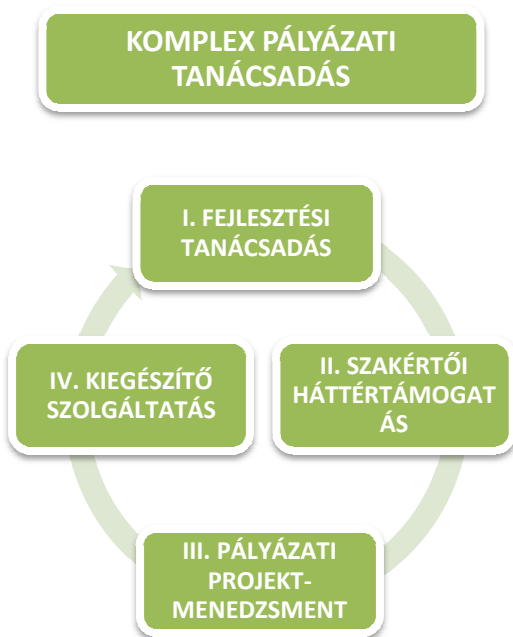 KOMPLEX PÁLYÁZATI
TANÁCSADÁS
I. FEJLESZTÉSI
TANÁCSADÁS
II. SZAKÉRTŐI
HÁTTÉRTÁMOGAT
ÁS
III. PÁLYÁZATI
PROJEKT-
MENEDZSMENT
IV. KIEGÉSZÍTŐ
SZOLGÁLTATÁS